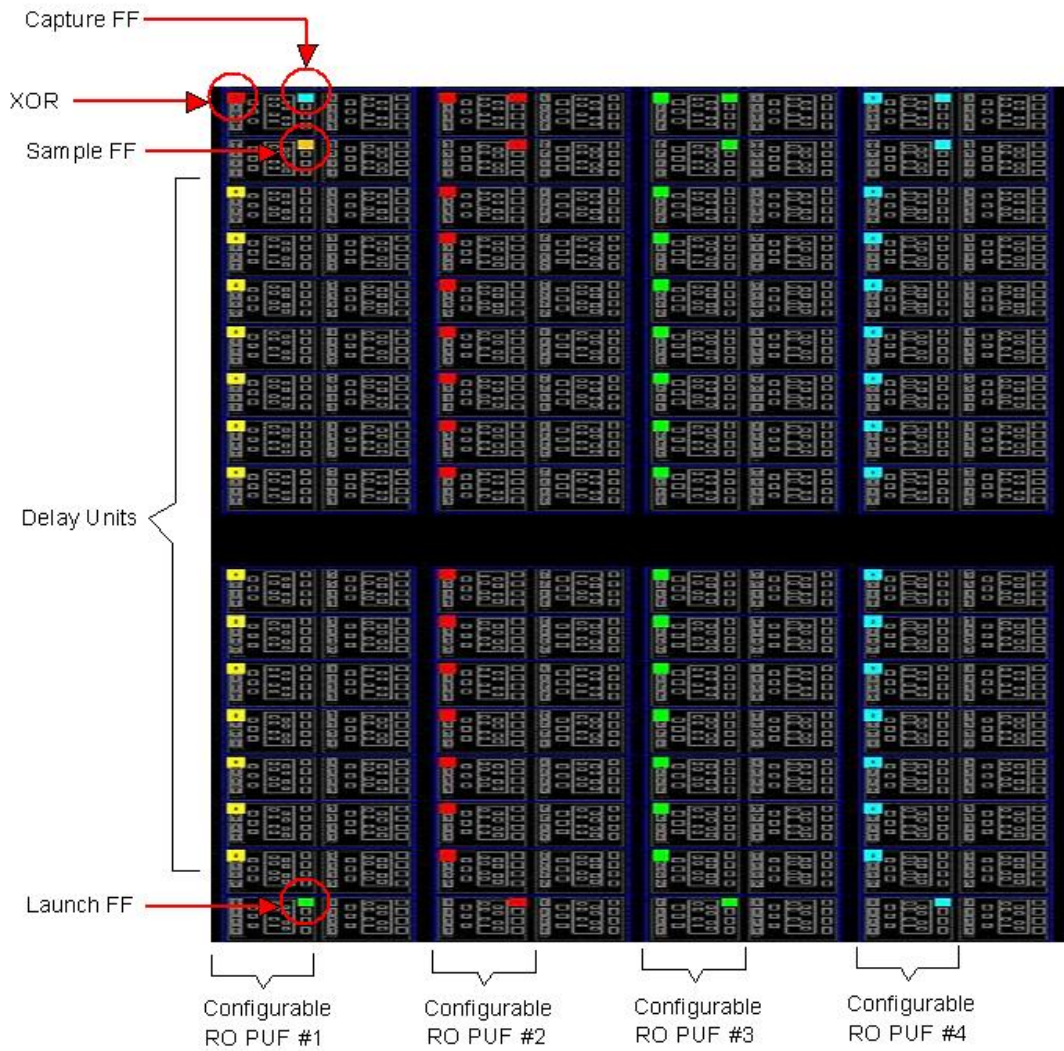 Capture FF
XOR
Sample FF
Delay Units
Launch FF
Configurable
RO PUF #1
Configurable
RO PUF #2
Configurable
RO PUF #3
Configurable
RO PUF #4